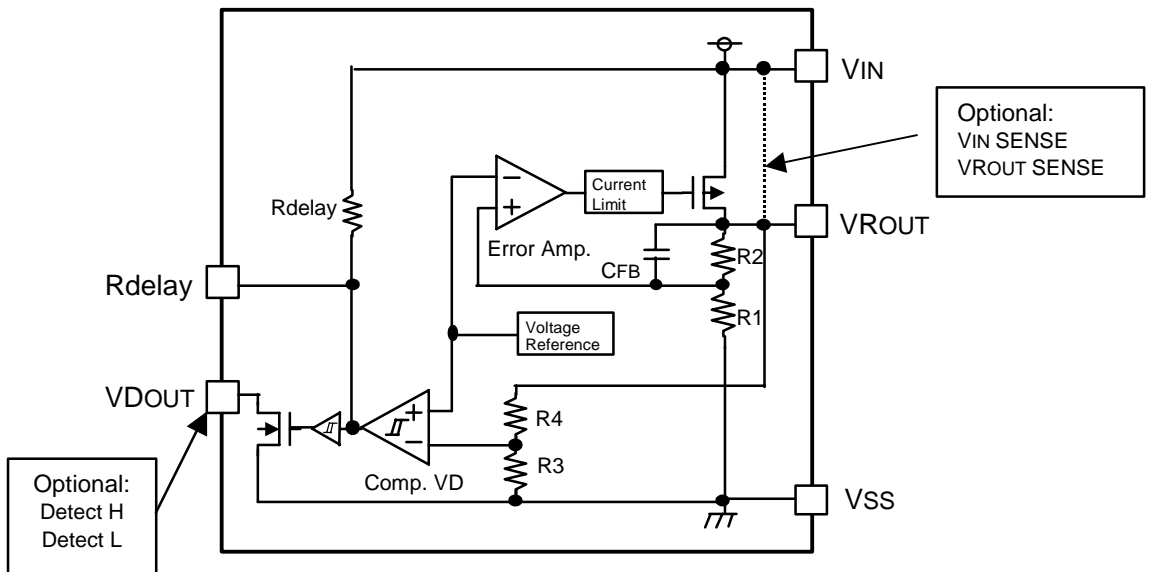 VIN
Optional:
VIN SENSE
VROUT SENSE
Rdelay
−
+
Current
Limit
Error Amp.
VROUT
CFB
R2
Rdelay
R1
Voltage
Reference
VDOUT
+
−
R4
R3
Comp. VD
VSS
Optional:
Detect H
Detect L